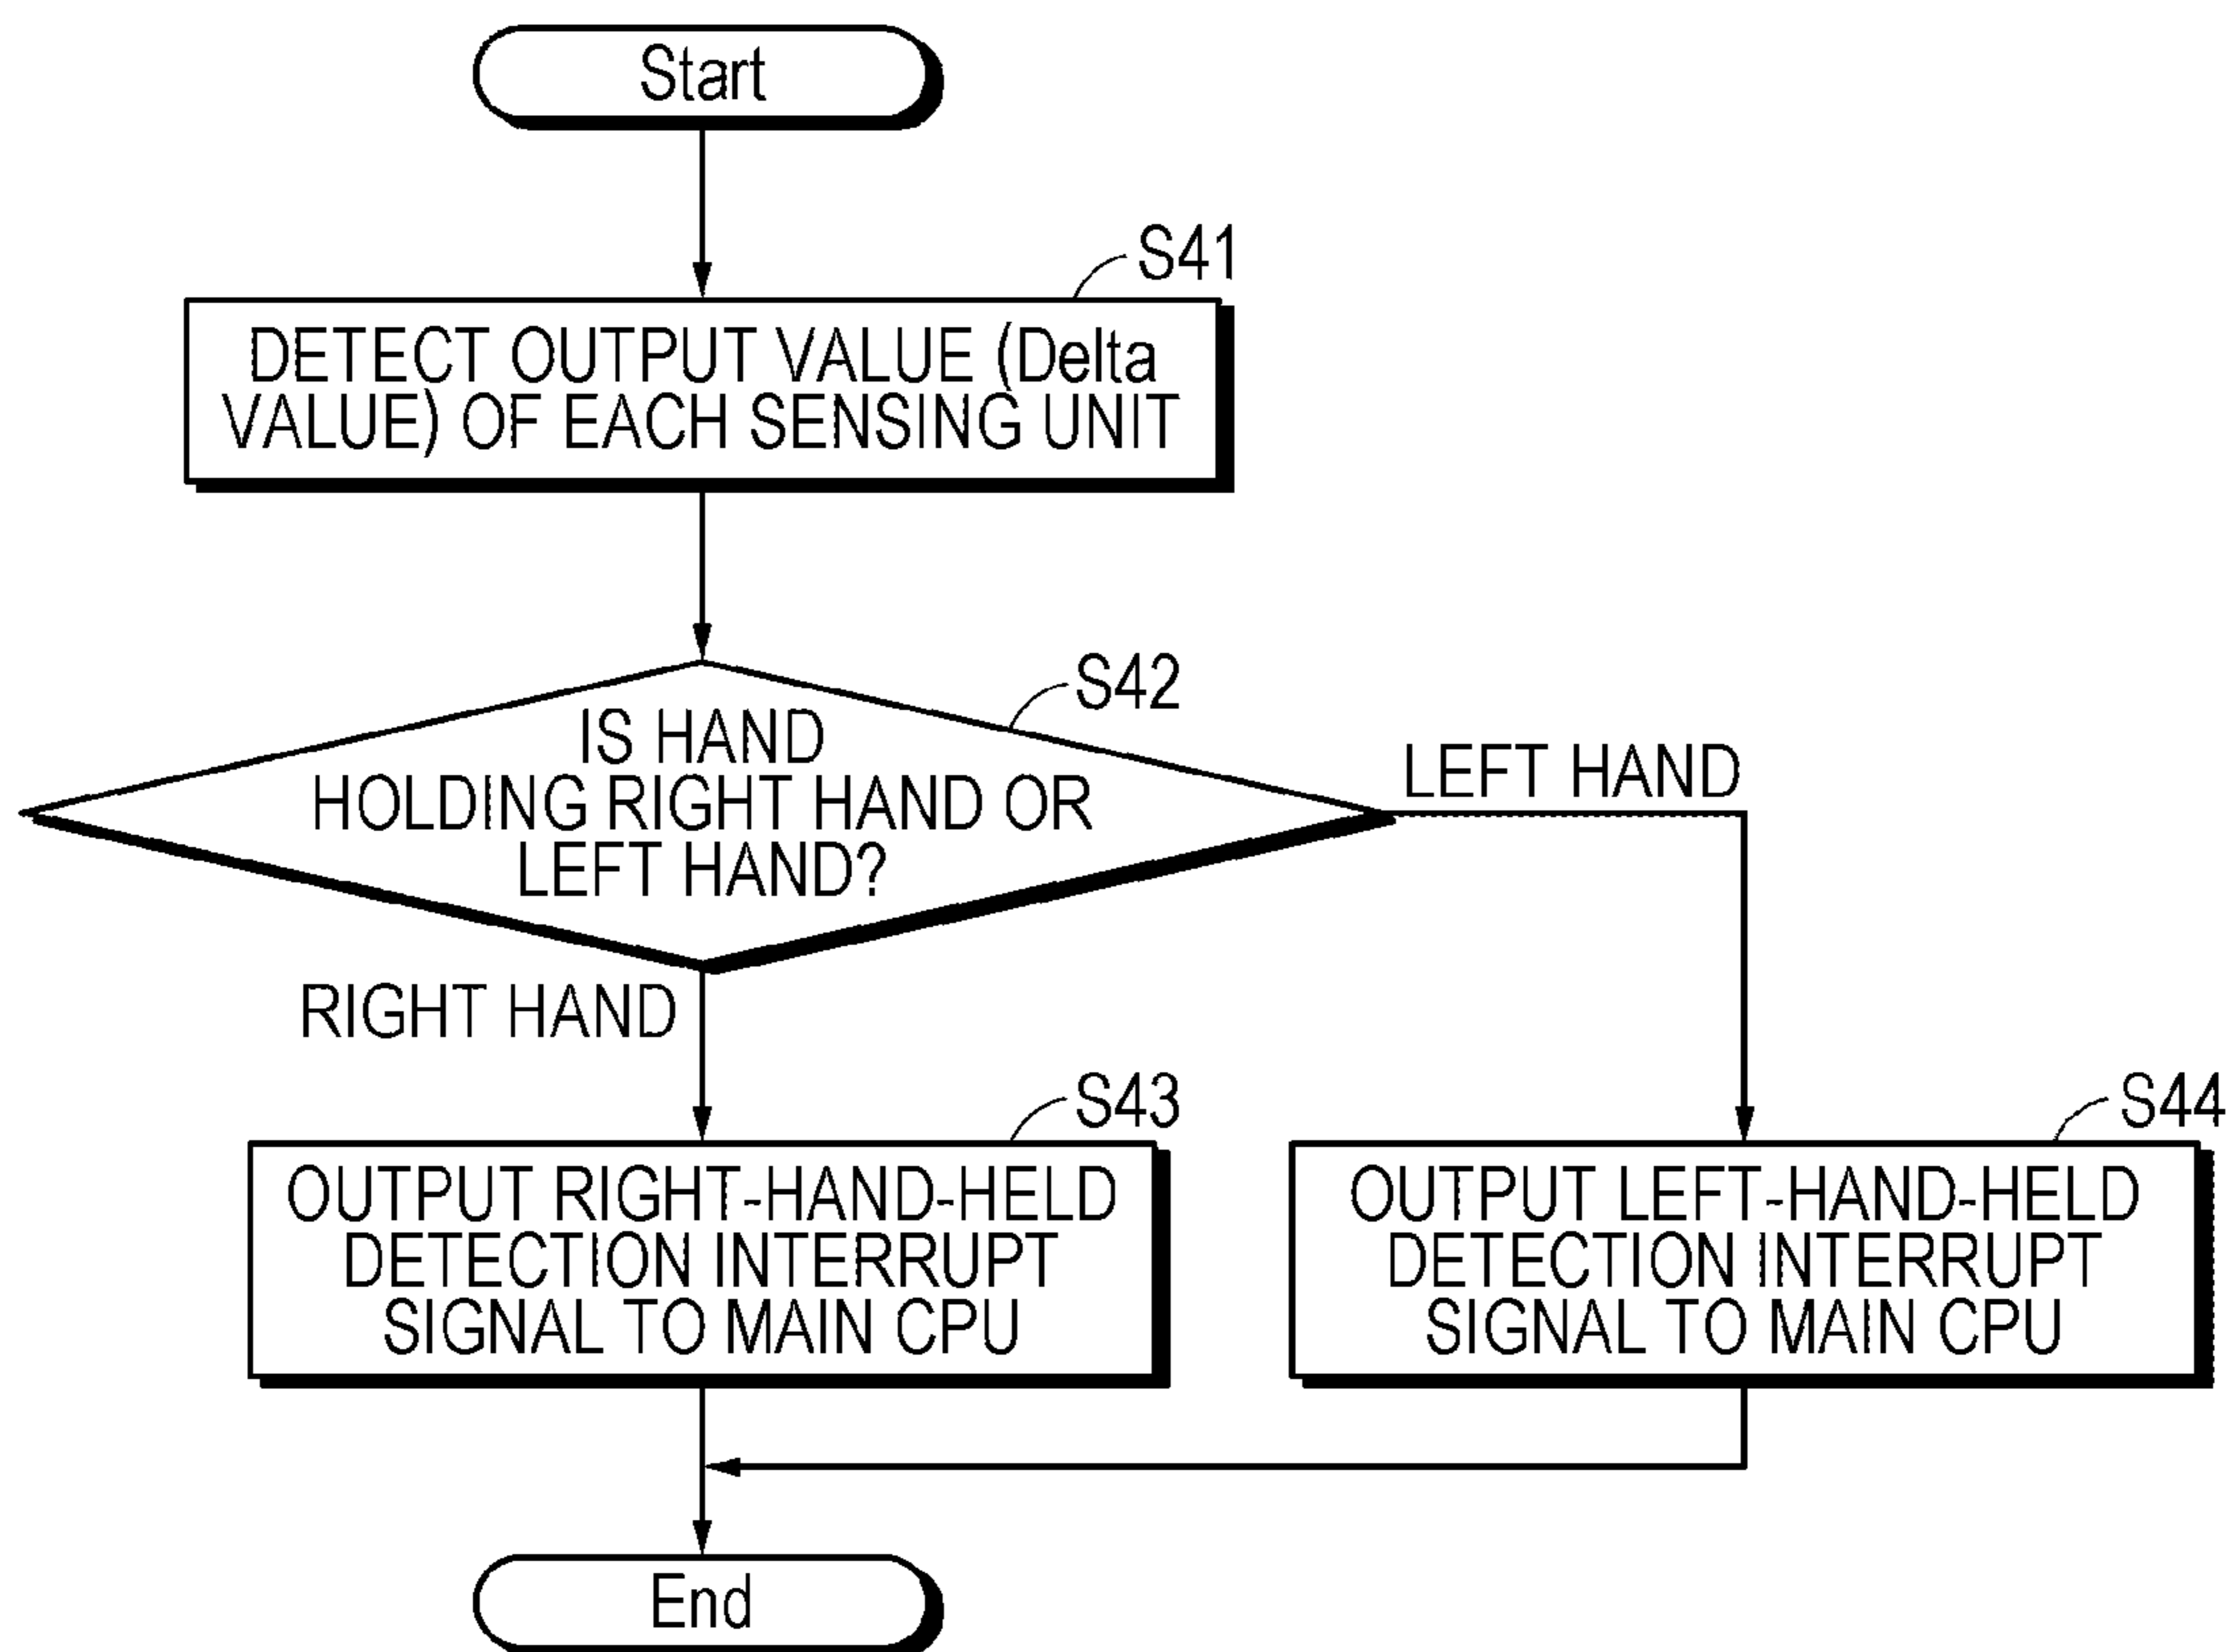 Start
S41
DETECT OUTPUT VALUE (Delta
VALUE) OF EACH SENSING UNIT
S42
IS HAND
HOLDING RIGHT HAND OR
LEFT HAND?
LEFT HAND
RIGHT HAND
S43
OUTPUT RIGHT-HAND-HELD
DETECTION INTERRUPT
SIGNAL TO MAIN CPU
S44
OUTPUT LEFT-HAND-HELD
DETECTION INTERRUPT
SIGNAL TO MAIN CPU
End